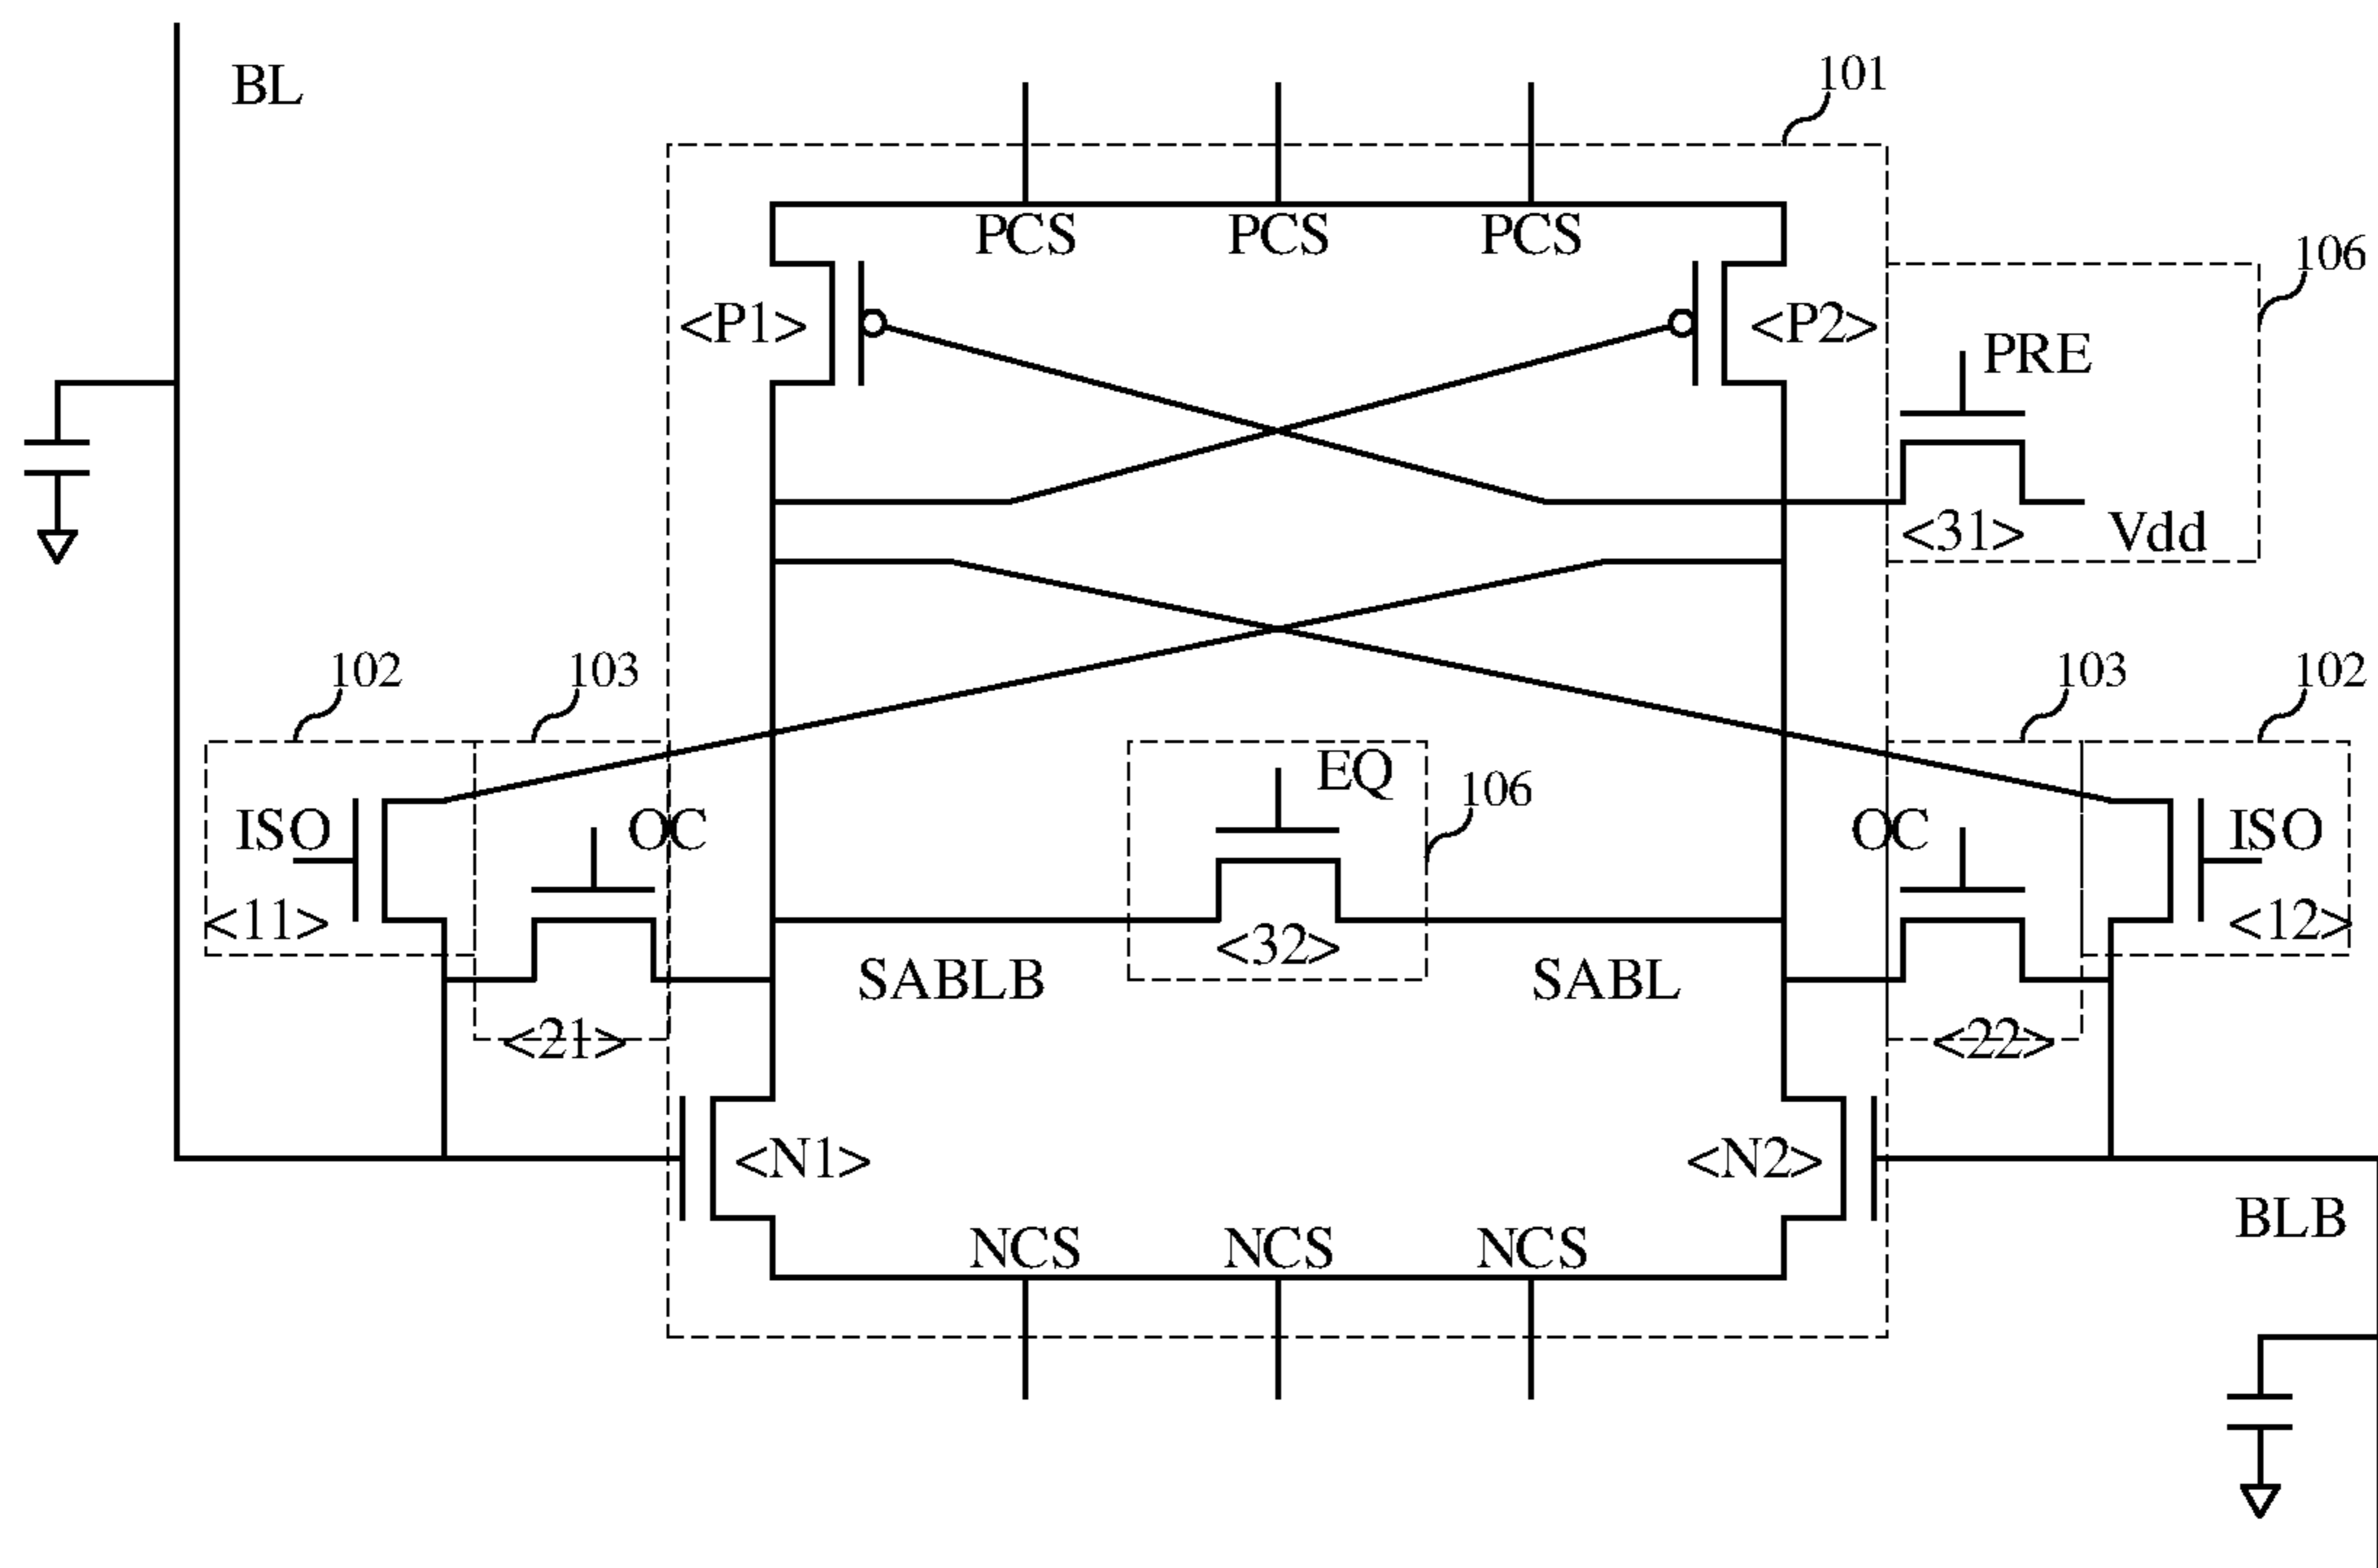 BL
101
PCS PCS PCS
106
<P1> <P2>
PRE
<31> Vdd
102 103 103 102
EQ 106
ISO OC OC ISO
<11> <32> <12>
SABLB SABL
<21> <22>
<N1> <N2>
BLB
NCS NCS NCS